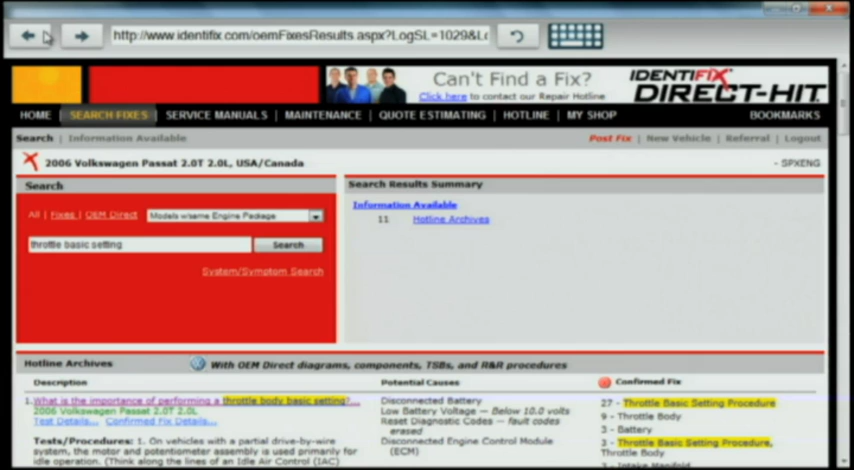 http://www.identifix.com/oemFixesResults.aspx?LogSL=1029&L
Can't Find a Fix?
Click here to contact our Repair Hotline
IDENTIFIX
DIRECT-HIT
HOME | SEARCH FIXES | SERVICE MANUALS | MAINTENANCE | QUOTE ESTIMATING | HOTLINE | MY SHOP BOOKMARKS
Search | Information Available Post Fix | New Vehicle | Referral | Logout
2006 Volkswagen Passat 2.0T 2.0L, USA/Canada - SPXENG
Search
All | Fixes | OEM Direct Models w/same Engine Package
throttle basic setting Search
System/Symptom Search
Search Results Summary
Information Available
11 Hotline Archives
Hotline Archives With OEM Direct diagrams, components, TSBs, and R&R procedures
Description Potential Causes Confirmed Fix
1. What is the importance of performing a throttle body basic setting?...
2006 Volkswagen Passat 2.0T 2.0L
Test Details... Confirmed Fix Details...
Tests/Procedures: 1. On vehicles with a partial drive-by-wire
system, the motor and potentiometer assembly is used primarily for
idle operation. (Think along the lines of an Idle Air Control (IAC)
Disconnected Battery
Low Battery Voltage — Below 10.0 volts
Reset Diagnostic Codes — fault codes
erased
Disconnected Engine Control Module
(ECM)
27 - Throttle Basic Setting Procedure
9 - Throttle Body
3 - Battery
3 - Throttle Basic Setting Procedure,
Throttle Body
3 - Intake Manifold